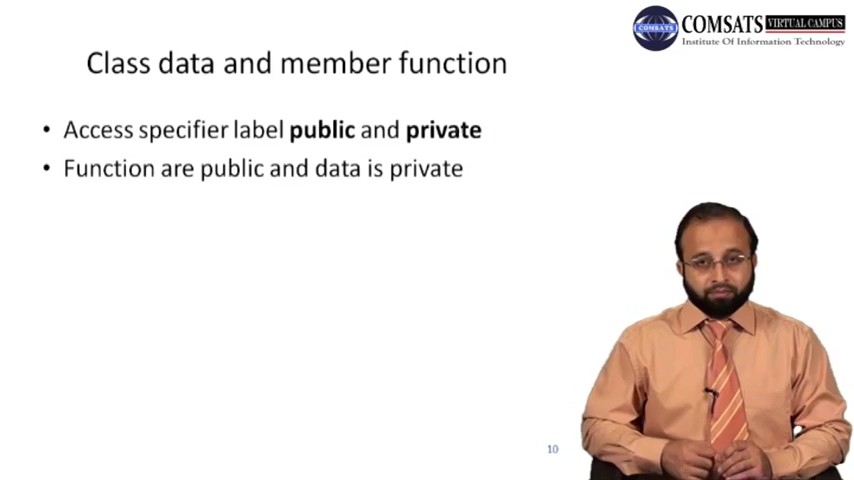 COMSATS
COMSATS VIRTUAL CAMPUS
Institute Of Information Technology
Class data and member function
• Access specifier label public and private
• Function are public and data is private
10